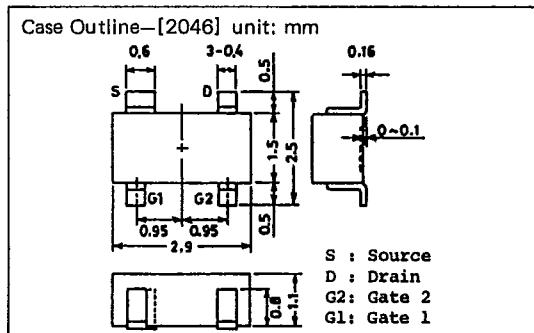 Case Outline—[2046] unit: mm
0.6
3-0.4
0.16
S
D
0.5
0~0.1
1.5
2.5
G1
G2
0.95
0.95
0.5
2.9
S : Source
D : Drain
G2: Gate 2
G1: Gate 1
0.8
1.1